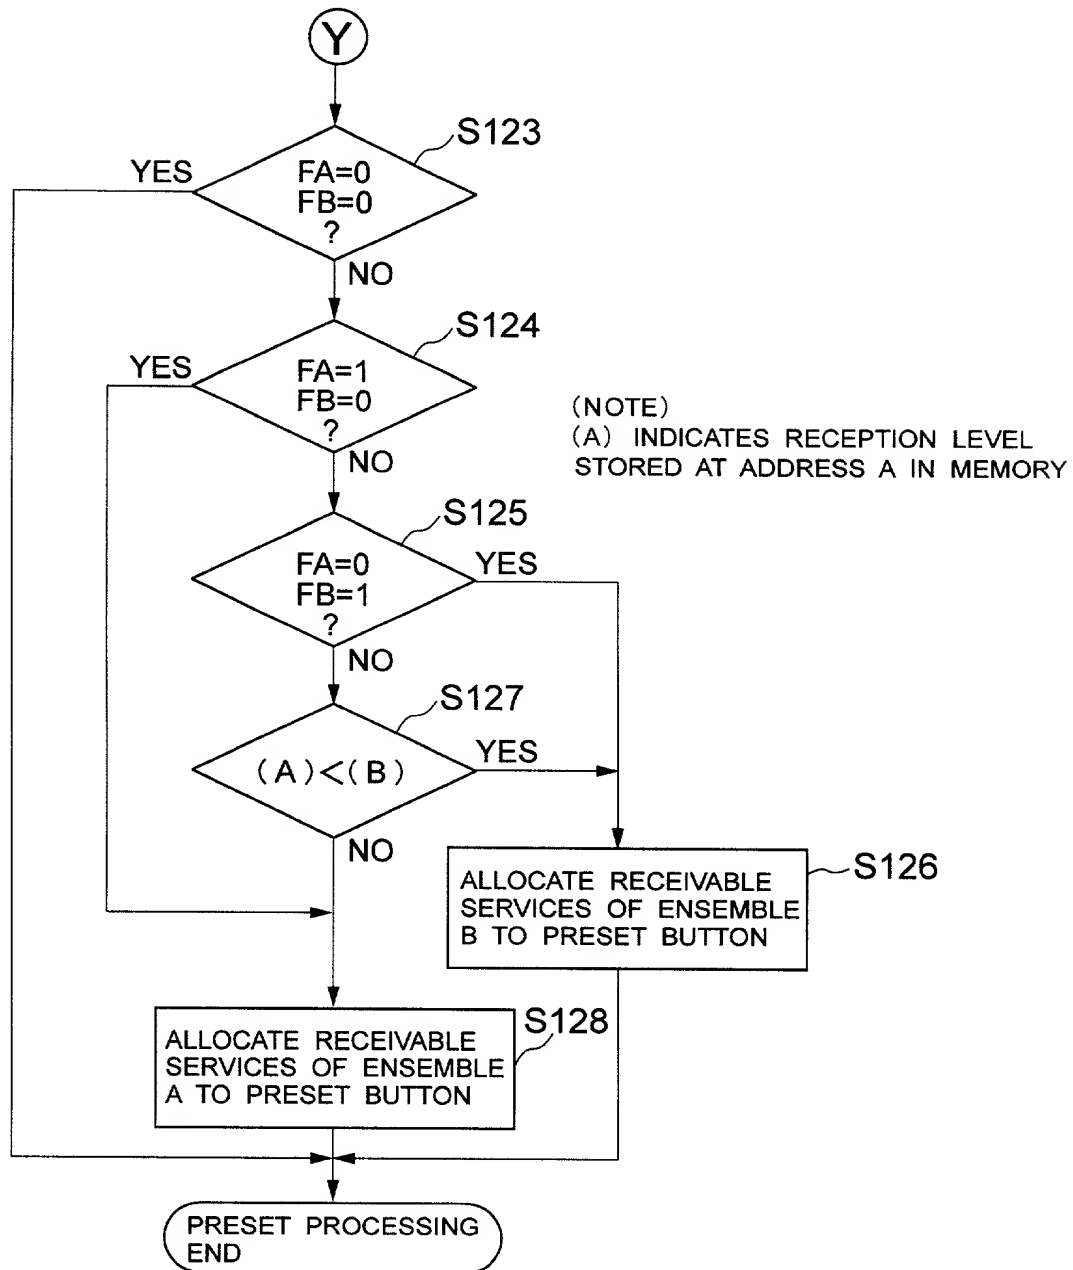 Y
S123
YES
FA=0
FB=0
?
NO
S124
YES
FA=1
FB=0
?
NO
(NOTE)
(A) INDICATES RECEPTION LEVEL
STORED AT ADDRESS A IN MEMORY
S125
FA=0
FB=1
?
YES
NO
S127
(A)<(B)
YES
NO
S126
ALLOCATE RECEIVABLE
SERVICES OF ENSEMBLE
B TO PRESET BUTTON
S128
ALLOCATE RECEIVABLE
SERVICES OF ENSEMBLE
A TO PRESET BUTTON
PRESET PROCESSING
END